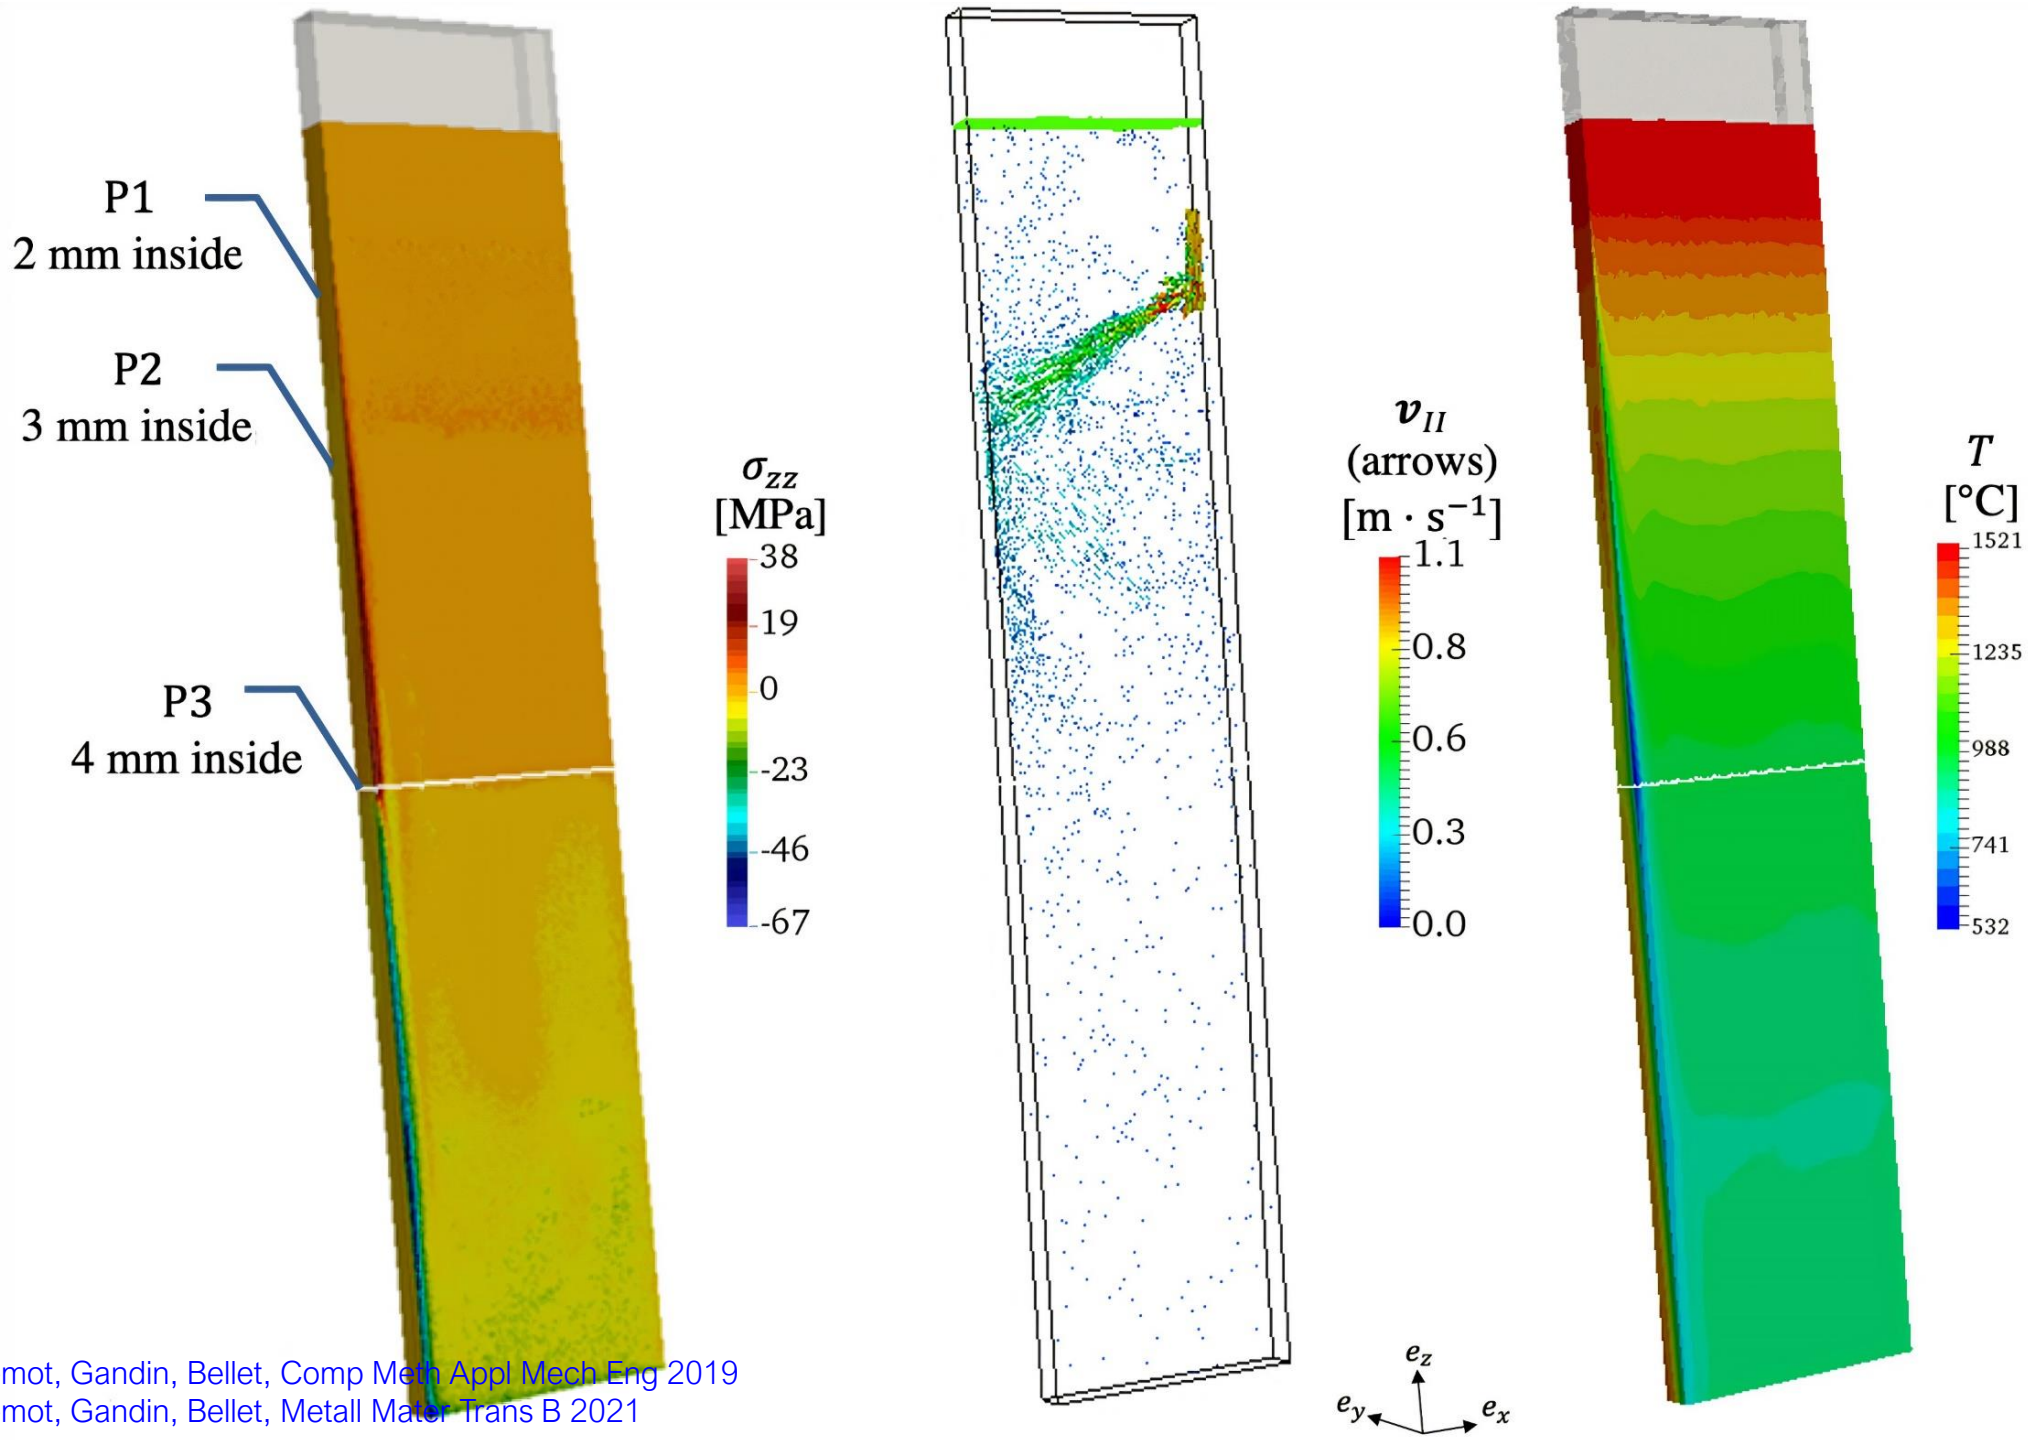 P1
2 mm inside
P2
3 mm inside
P3
4 mm inside
σzz
[MPa]
38
19
0
-23
-46
-67
vII
(arrows)
[m · s⁻¹]
1.1
0.8
0.6
0.3
0.0
T
[°C]
1521
1235
988
741
532
ez
ey
ex
mot, Gandin, Bellet, Comp Meth Appl Mech Eng 2019
mot, Gandin, Bellet, Metall Mater Trans B 2021